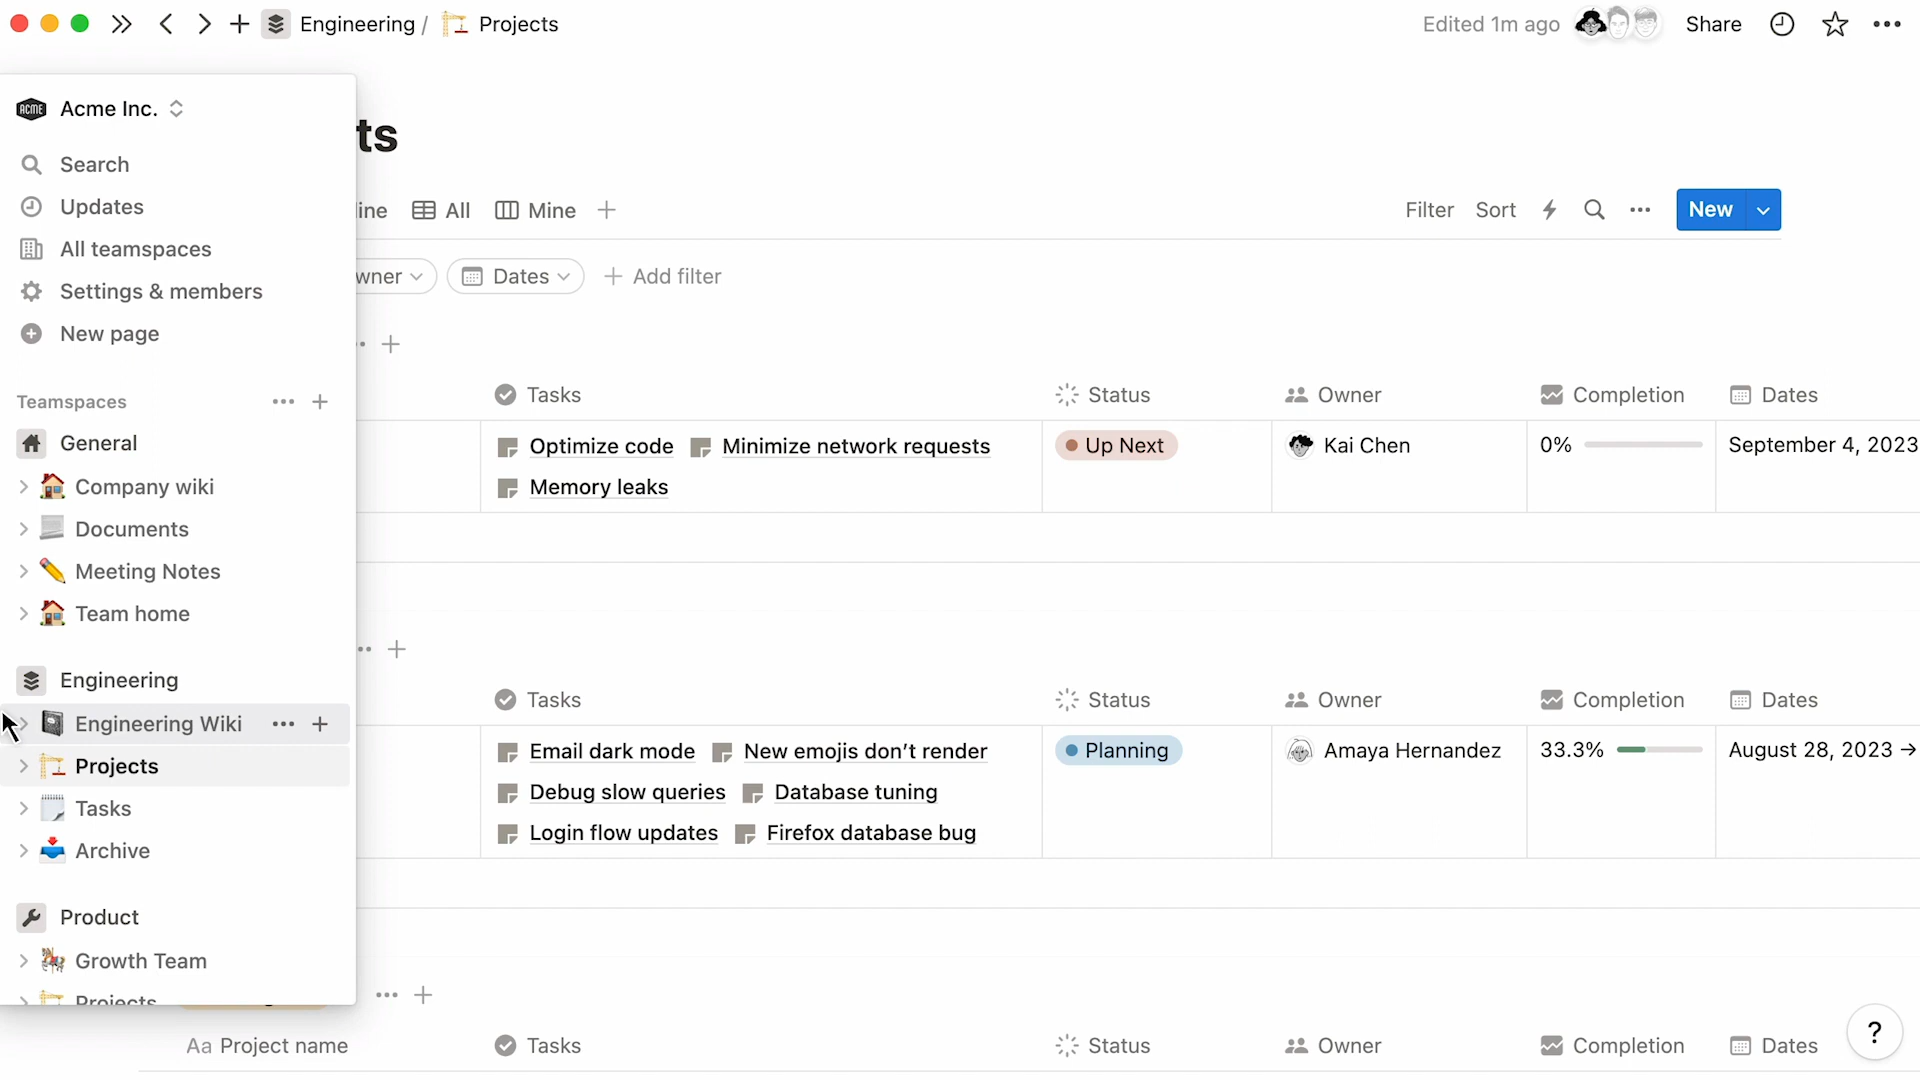 Engineering / Projects
Edited 1m ago Share
ACME Acme Inc.
Search
Updates
All teamspaces
Settings & members
New page
Teamspaces
General
Company wiki
Documents
Meeting Notes
Team home
Engineering
Engineering Wiki
Projects
Tasks
Archive
Product
Growth Team
Projects
ts
line All Mine
Filter Sort New
wner Dates Add filter
Tasks Status Owner Completion Dates
Optimize code Minimize network requests Up Next Kai Chen 0% September 4, 2023
Memory leaks
Tasks Status Owner Completion Dates
Email dark mode New emojis don’t render Planning Amaya Hernandez 33.3% August 28, 2023 →
Debug slow queries Database tuning
Login flow updates Firefox database bug
Aa Project name Tasks Status Owner Completion Dates
?